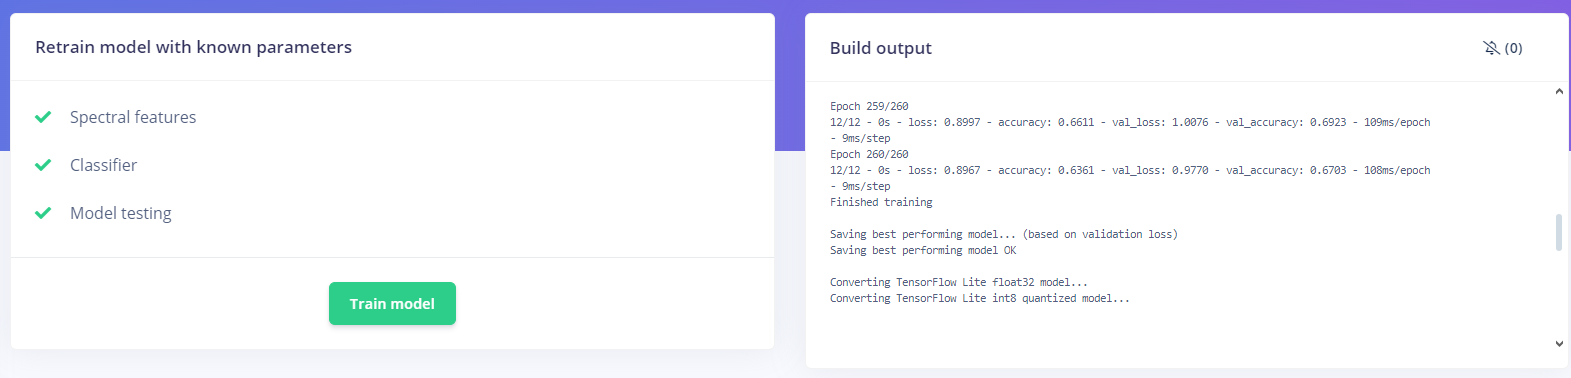 Retrain model with known parameters
Spectral features
Classifier
Model testing
Train model
Build output
(0)
Epoch 259/260
12/12 - 0s - loss: 0.8997 - accuracy: 0.6611 - val_loss: 1.0076 - val_accuracy: 0.6923 - 109ms/epoch
- 9ms/step
Epoch 260/260
12/12 - 0s - loss: 0.8967 - accuracy: 0.6361 - val_loss: 0.9770 - val_accuracy: 0.6703 - 108ms/epoch
- 9ms/step
Finished training
Saving best performing model... (based on validation loss)
Saving best performing model OK
Converting TensorFlow Lite float32 model...
Converting TensorFlow Lite int8 quantized model...